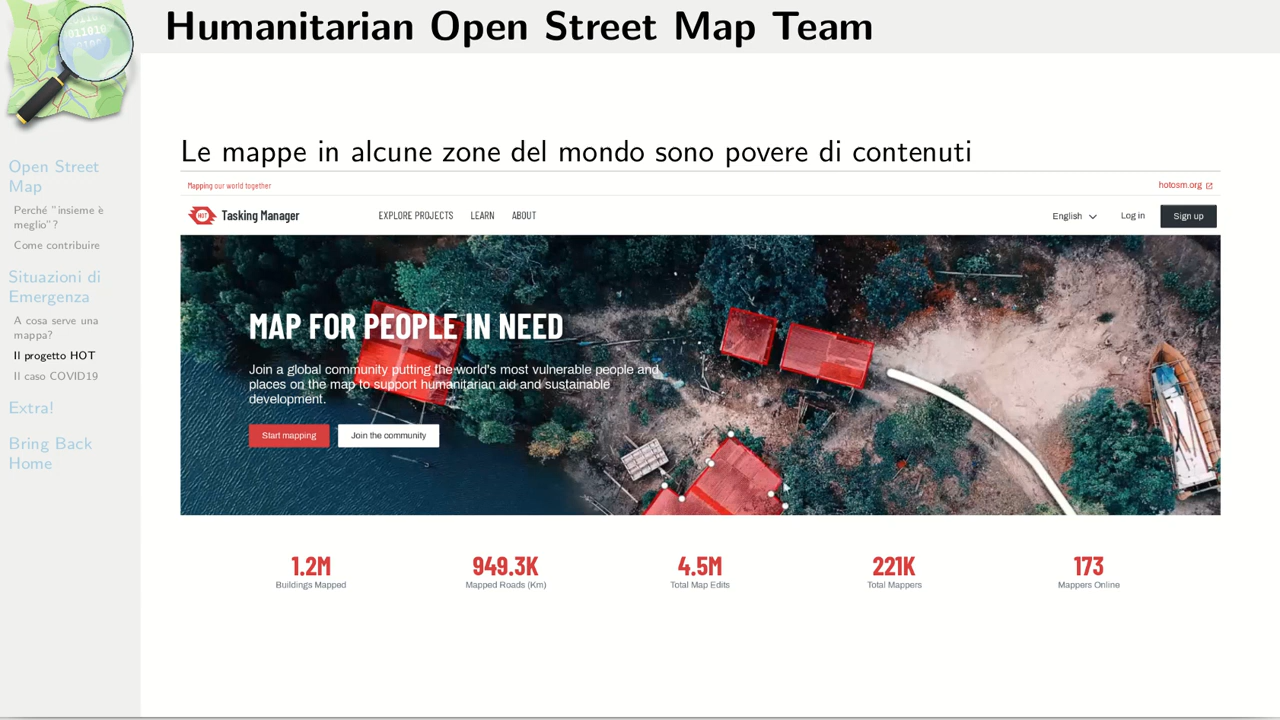 Humanitarian Open Street Map Team
Open Street
Map
Perché "insieme è
meglio"?
Come contribuire
Situazioni di
Emergenza
A cosa serve una
mappa?
Il progetto HOT
Il caso COVID19
Extra!
Bring Back
Home
Le mappe in alcune zone del mondo sono povere di contenuti
Mapping our world together
hotosm.org
HOT Tasking Manager
EXPLORE PROJECTS LEARN ABOUT
English Log in Sign up
MAP FOR PEOPLE IN NEED
Join a global community putting the world's most vulnerable people and
places on the map to support humanitarian aid and sustainable
development.
Start mapping Join the community
1.2M 949.3K 4.5M 221K 173
Buildings Mapped Mapped Roads (Km) Total Map Edits Total Mappers Mappers Online